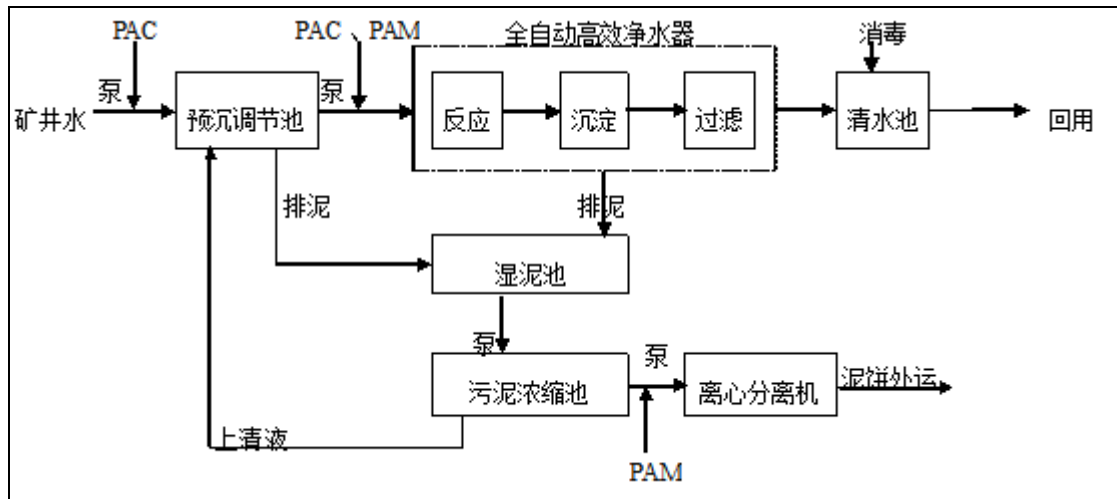 PAC
PAC、PAM
全自动高效净水器
消毒
矿井水
泵
预沉调节池
泵
反应
沉淀
过滤
清水池
回用
排泥
排泥
湿泥池
泵
污泥浓缩池
泵
离心分离机
泥饼外运
上清液
PAM